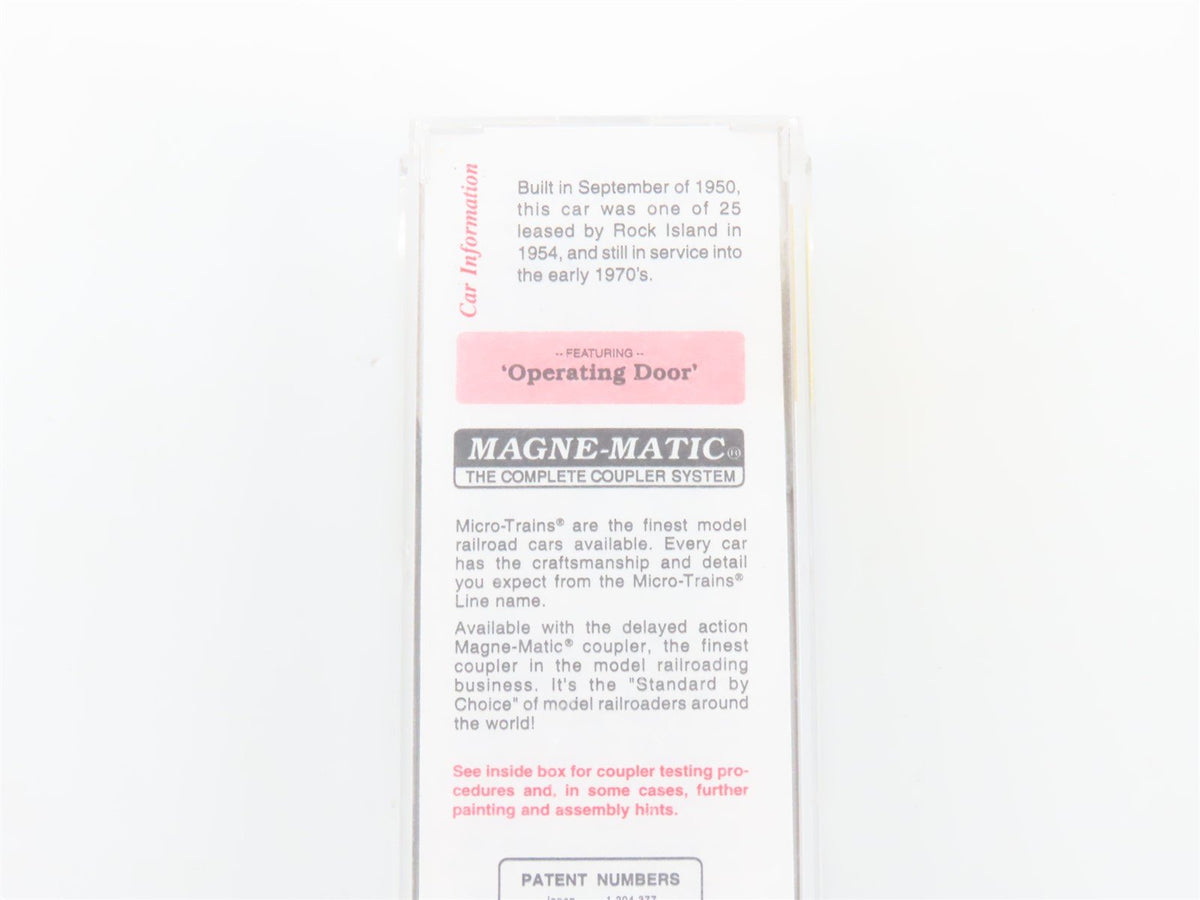 Car Information
Built in September of 1950,
this car was one of 25
leased by Rock Island in
1954, and still in service into
the early 1970's.
-- FEATURING --
'Operating Door'
MAGNE-MATIC®
THE COMPLETE COUPLER SYSTEM
Micro-Trains® are the finest model
railroad cars available. Every car
has the craftsmanship and detail
you expect from the Micro-Trains®
Line name.
Available with the delayed action
Magne-Matic® coupler, the finest
coupler in the model railroading
business. It's the "Standard by
Choice" of model railroaders around
the world!
See inside box for coupler testing pro-
cedures and, in some cases, further
painting and assembly hints.
PATENT NUMBERS